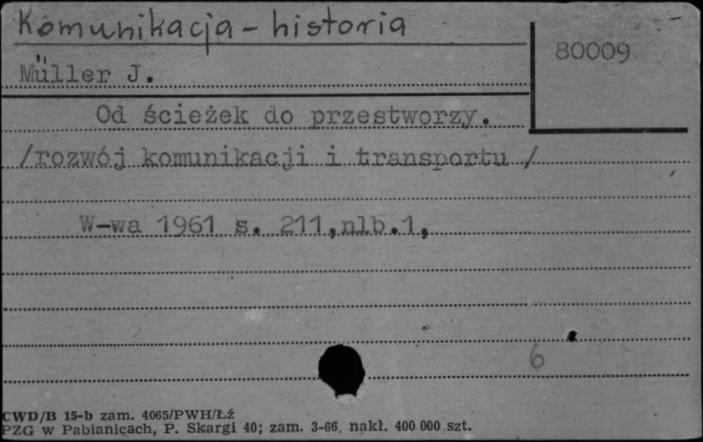 Komunikacja - historia
80009
Müller J.
Od ścieżek do przestworzy.
/rozwój komunikacji i transportu /
W-wa 1961 s. 211,nlb.1,
6
CWD/B 15-b zam. 4065/PWH/Łź
PZG w Pabianicach, P. Skargi 40; zam. 3-66. nakł. 400 000 szt.